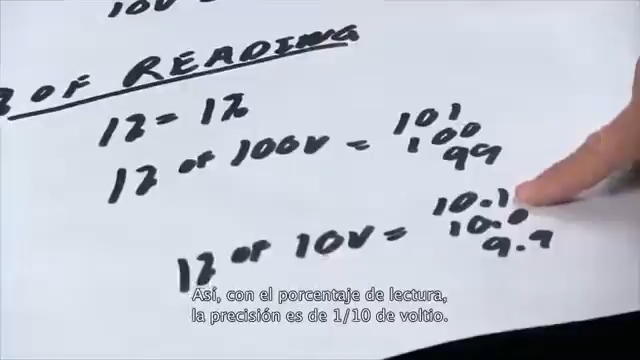 100V
% OF READING
1% = 1%
1% of 100V = 101
100
99
1% of 10V = 10.1
10.0
9.9
Así, con el porcentaje de lectura,
la precisión es de 1/10 de voltio.